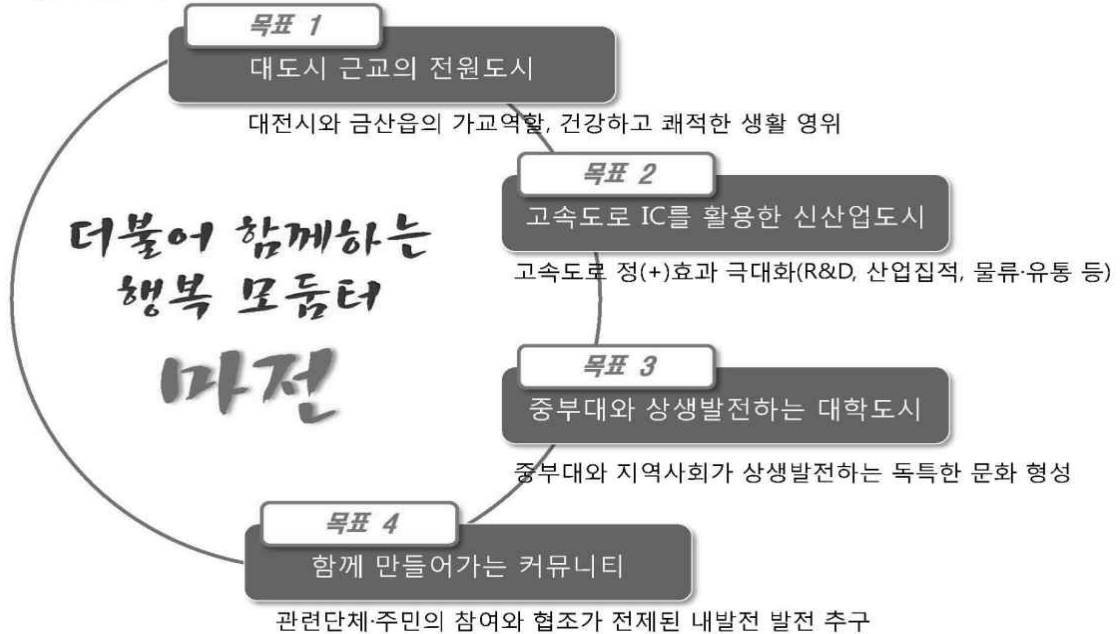 목표 1
대도시 근교의 전원도시
대전시와 금산읍의 가교역할, 건강하고 쾌적한 생활 영위
목표 2
고속도로 IC를 활용한 신산업도시
고속도로 정(+)효과 극대화(R&D, 산업집적, 물류·유통 등)
더불어 함께하는
행복 모둠터
마전
목표 3
중부대와 상생발전하는 대학도시
중부대와 지역사회가 상생발전하는 독특한 문화 형성
목표 4
함께 만들어가는 커뮤니티
관련단체·주민의 참여와 협조가 전제된 내발전 발전 추구